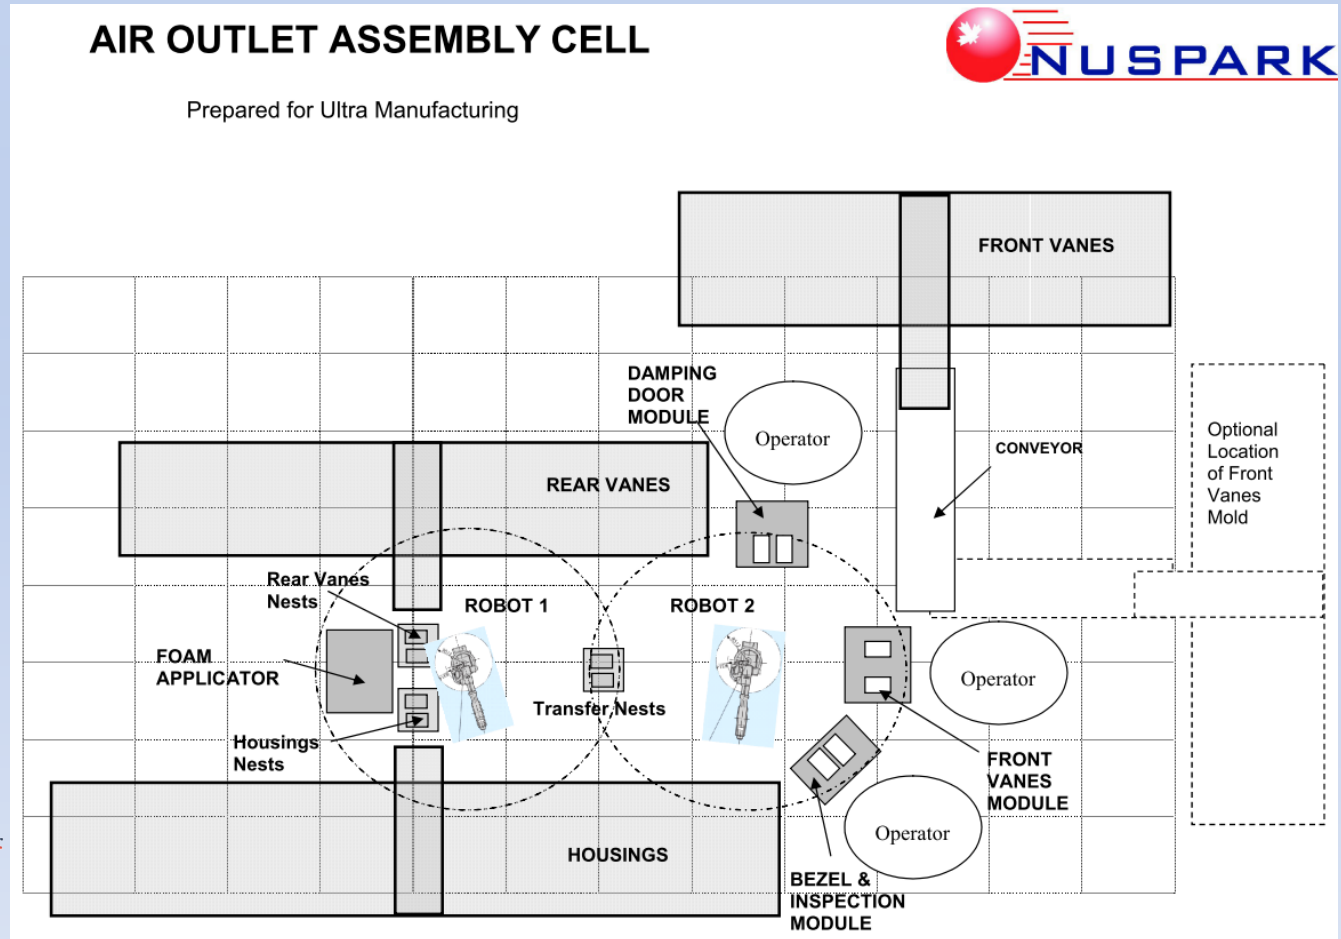 AIR OUTLET ASSEMBLY CELL
NUSPARK
Prepared for Ultra Manufacturing
FRONT VANES
DAMPING
DOOR
MODULE
Operator
CONVEYOR
Optional
Location
of Front
Vanes
Mold
REAR VANES
Rear Vanes
Nests
ROBOT 1
ROBOT 2
FOAM
APPLICATOR
Transfer Nests
Operator
Housings
Nests
FRONT
VANES
MODULE
Operator
HOUSINGS
BEZEL &
INSPECTION
MODULE